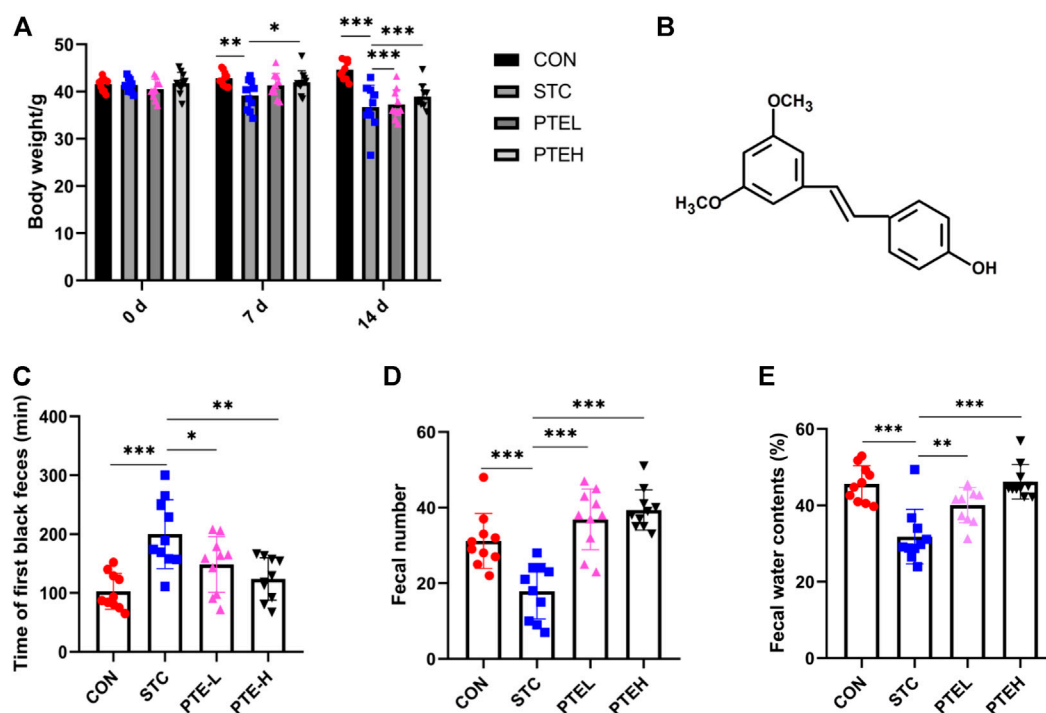 A
Body weight/g
50
40
30
20
10
0
**
*
***
***
***
0 d
7 d
14 d
CON
STC
PTEL
PTEH
B
OCH3
H3CO
OH
C
Time of first black feces (min)
400
300
200
100
0
***
*
**
CON
STC
PTE-L
PTE-H
D
Fecal number
60
40
20
0
***
***
***
CON
STC
PTEL
PTEH
E
Fecal water contents (%)
60
40
20
0
***
**
***
CON
STC
PTEL
PTEH